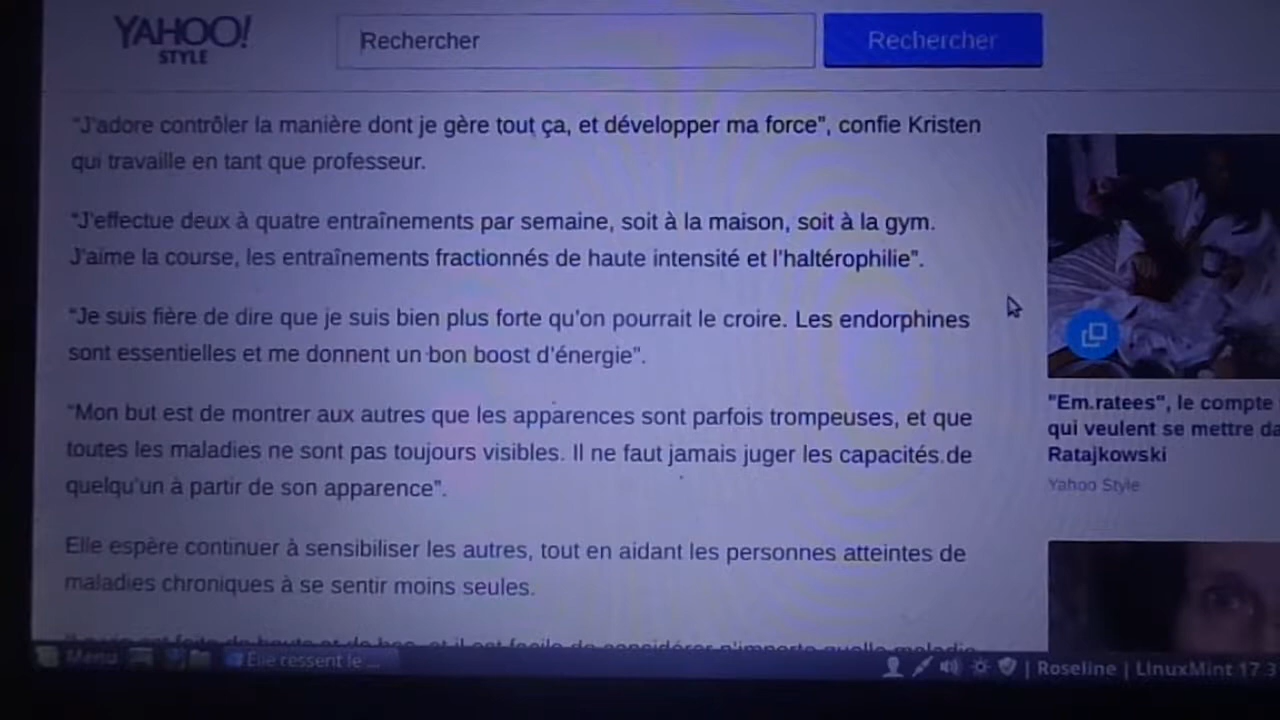 YAHOO!
STYLE
Rechercher
Rechercher
"J'adore contrôler la manière dont je gère tout ça, et développer ma force", confie Kristen
qui travaille en tant que professeur.
"J'effectue deux à quatre entraînements par semaine, soit à la maison, soit à la gym.
J'aime la course, les entraînements fractionnés de haute intensité et l'haltérophilie".
"Je suis fière de dire que je suis bien plus forte qu'on pourrait le croire. Les endorphines
sont essentielles et me donnent un bon boost d'énergie".
"Mon but est de montrer aux autres que les apparences sont parfois trompeuses, et que
toutes les maladies ne sont pas toujours visibles. Il ne faut jamais juger les capacités de
quelqu'un à partir de son apparence".
Elle espère continuer à sensibiliser les autres, tout en aidant les personnes atteintes de
maladies chroniques à se sentir moins seules.
"Em.ratees", le compte
qui veulent se mettre da
Ratajkowski
Yahoo Style
Menu
Elle ressent le ...
| Roseline | LinuxMint 17.3